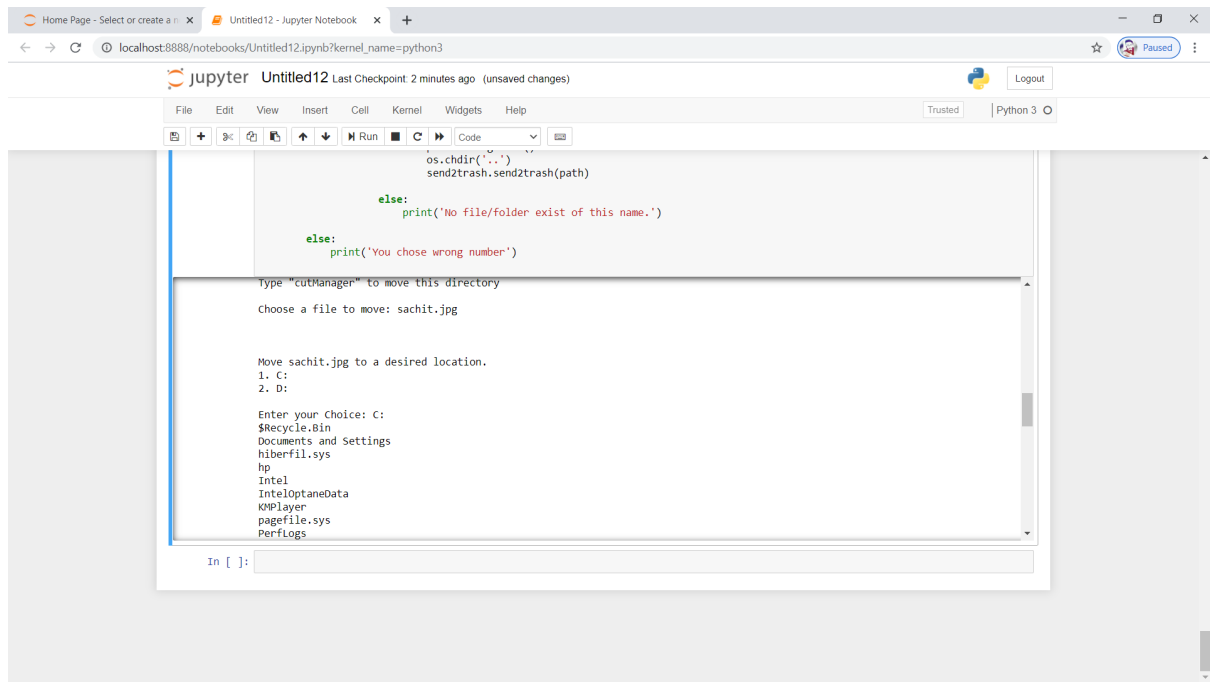 Home Page - Select or create a n
Untitled12 - Jupyter Notebook
localhost:8888/notebooks/Untitled12.ipynb?kernel_name=python3
Paused
jupyter Untitled12 Last Checkpoint: 2 minutes ago (unsaved changes)
Logout
File Edit View Insert Cell Kernel Widgets Help
Trusted Python 3
Run Code
os.chdir('..')
send2trash.send2trash(path)
else:
print('No file/folder exist of this name.')
else:
print('You chose wrong number')
Type "cutManager" to move this directory
Choose a file to move: sachit.jpg
Move sachit.jpg to a desired location.
1. C:
2. D:
Enter your Choice: C:
$Recycle.Bin
Documents and Settings
hiberfil.sys
hp
Intel
IntelOptaneData
KMPlayer
pagefile.sys
PerfLogs
In [ ]: